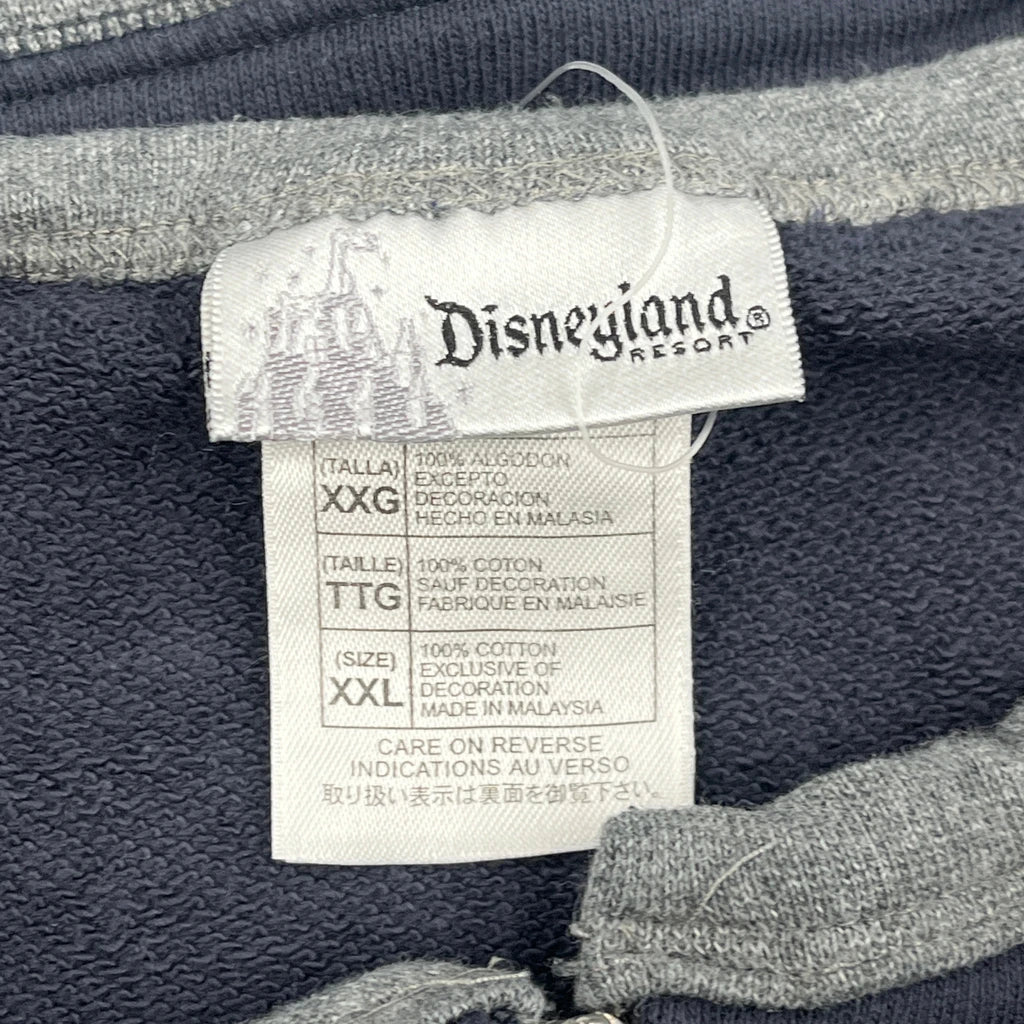 Disneyland®
RESORT
(TALLA)
XXG
100% ALGODON
EXCEPTO
DECORACION
HECHO EN MALASIA
(TAILLE)
TTG
100% COTON
SAUF DECORATION
FABRIQUE EN MALAISIE
(SIZE)
XXL
100% COTTON
EXCLUSIVE OF
DECORATION
MADE IN MALAYSIA
CARE ON REVERSE
INDICATIONS AU VERSO
取り扱い表示は裏面を御覧下さい。